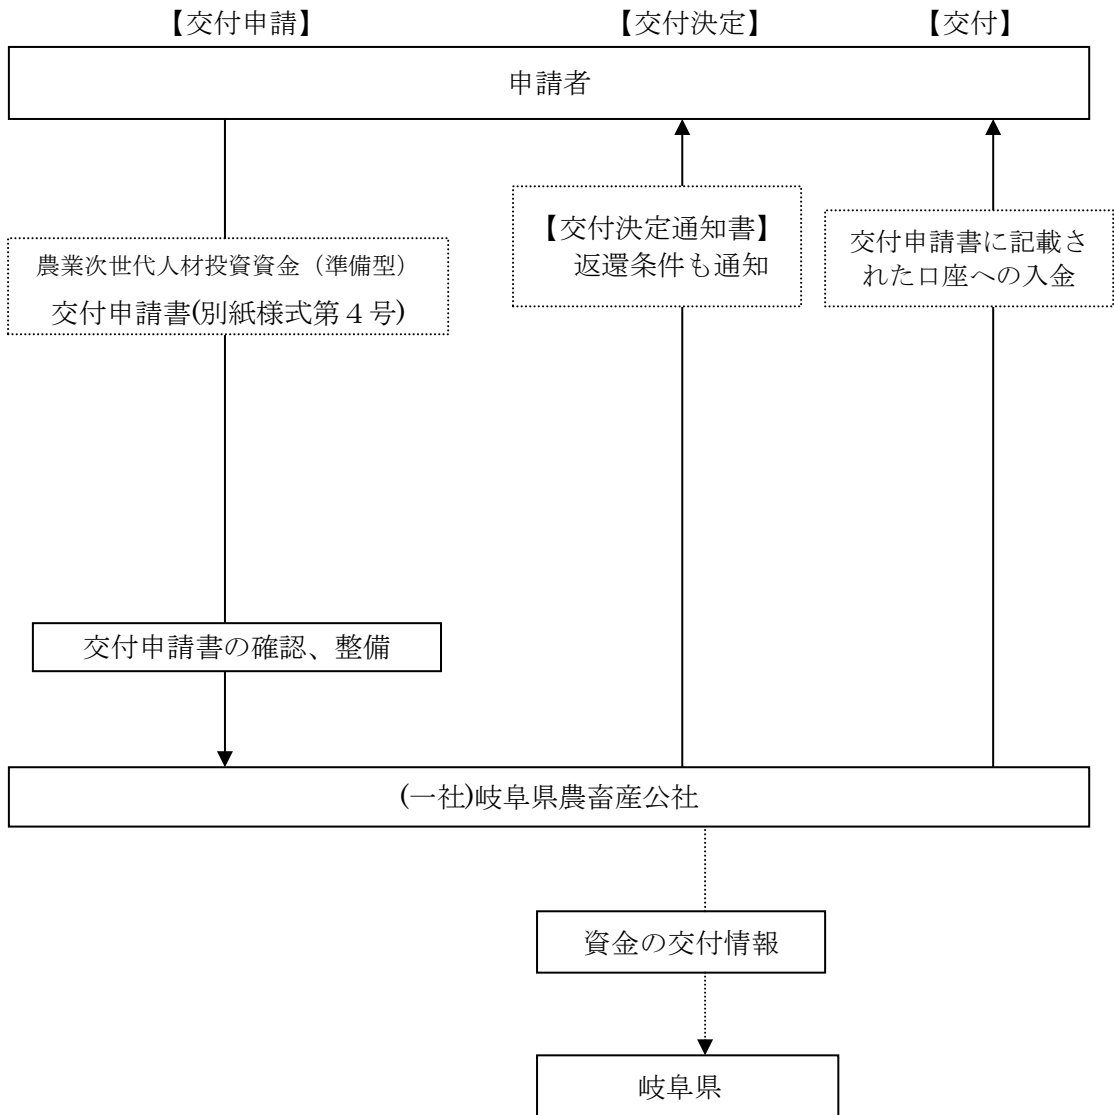 【交付申請】
【交付決定】
【交付】
申請者
農業次世代人材投資資金（準備型）
交付申請書(別紙様式第４号)
【交付決定通知書】
返還条件も通知
交付申請書に記載さ
れた口座への入金
交付申請書の確認、整備
(一社)岐阜県農畜産公社
資金の交付情報
岐阜県